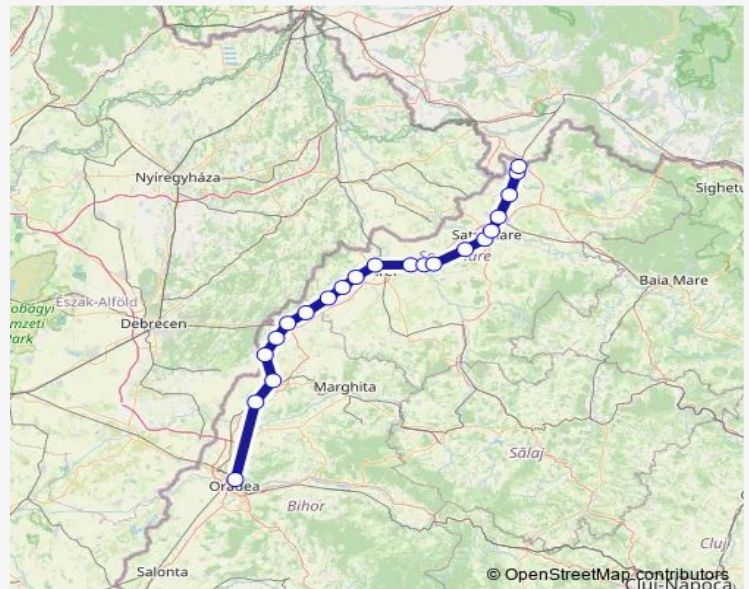 Nyíregyháza
Sighetu
Satu Mare
Baia Mare
Észak-Alföld
Debrecen
Park
Marghita
Sălaj
Oradea
Bihor
Cluj
Salonta
© OpenStreetMap contributors
Cluj-Napoca